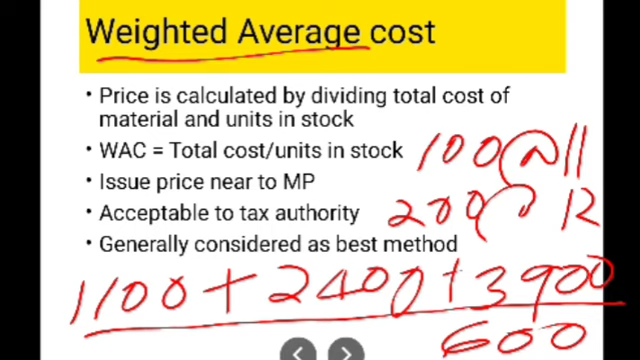 Weighted Average cost
• Price is calculated by dividing total cost of
material and units in stock
• WAC = Total cost/units in stock
100@11
• Issue price near to MP
• Acceptable to tax authority
200@12
• Generally considered as best method
1100+2400+3900
600